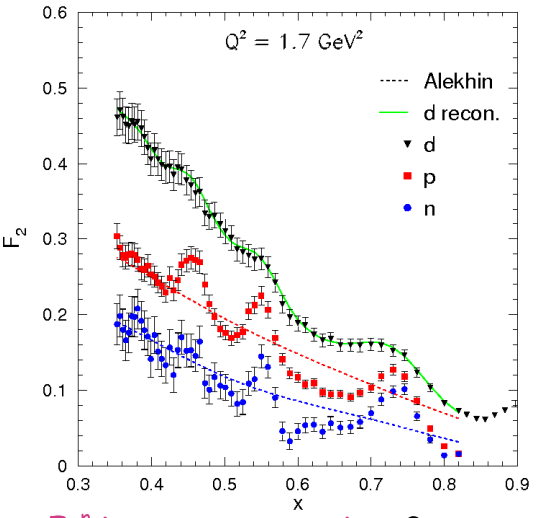 0.6
Q² = 1.7 GeV²
0.5
Alekhin
d recon.
d
0.4
p
n
F₂
0.3
0.2
0.1
0
0.3 0.4 0.5 0.6 0.7 0.8 0.9
x